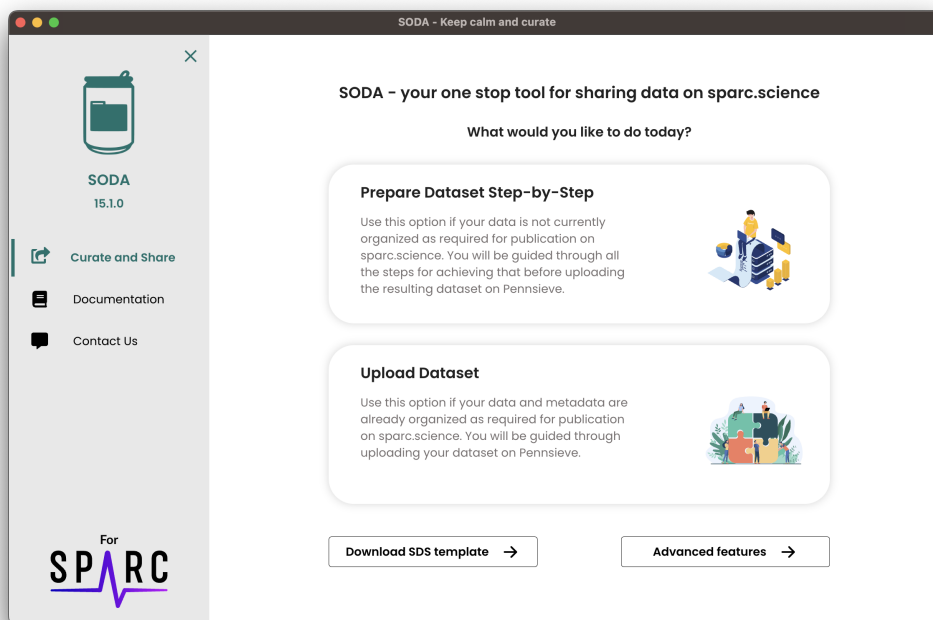 SODA - Keep calm and curate
SODA
15.1.0
Curate and Share
Documentation
Contact Us
For
SPARC
SODA - your one stop tool for sharing data on sparc.science
What would you like to do today?
Prepare Dataset Step-by-Step
Use this option if your data is not currently
organized as required for publication on
sparc.science. You will be guided through all
the steps for achieving that before uploading
the resulting dataset on Pennsieve.
Upload Dataset
Use this option if your data and metadata are
already organized as required for publication
on sparc.science. You will be guided through
uploading your dataset on Pennsieve.
Download SDS template
Advanced features